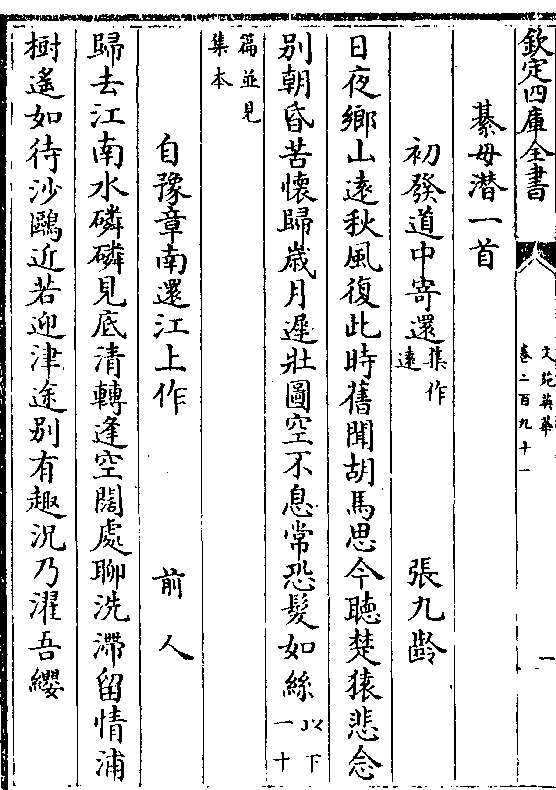 欽定四庫全書
文苑英華
卷二百九十一
一
綦毋潛一首
初發道中寄還集作遠 張九齡
日夜鄉山遠秋風復此時舊聞胡馬思今聽楚猿悲念
別朝昏苦懷歸歲月遲壯圖空不息常恐髮如絲以下一十
篇並見集本
自豫章南還江上作 前人
歸去江南水磷磷見底清轉逢空闊處聊洗滯留情浦
樹遙如待沙鷗近若迎津途別有趣況乃濯吾纓